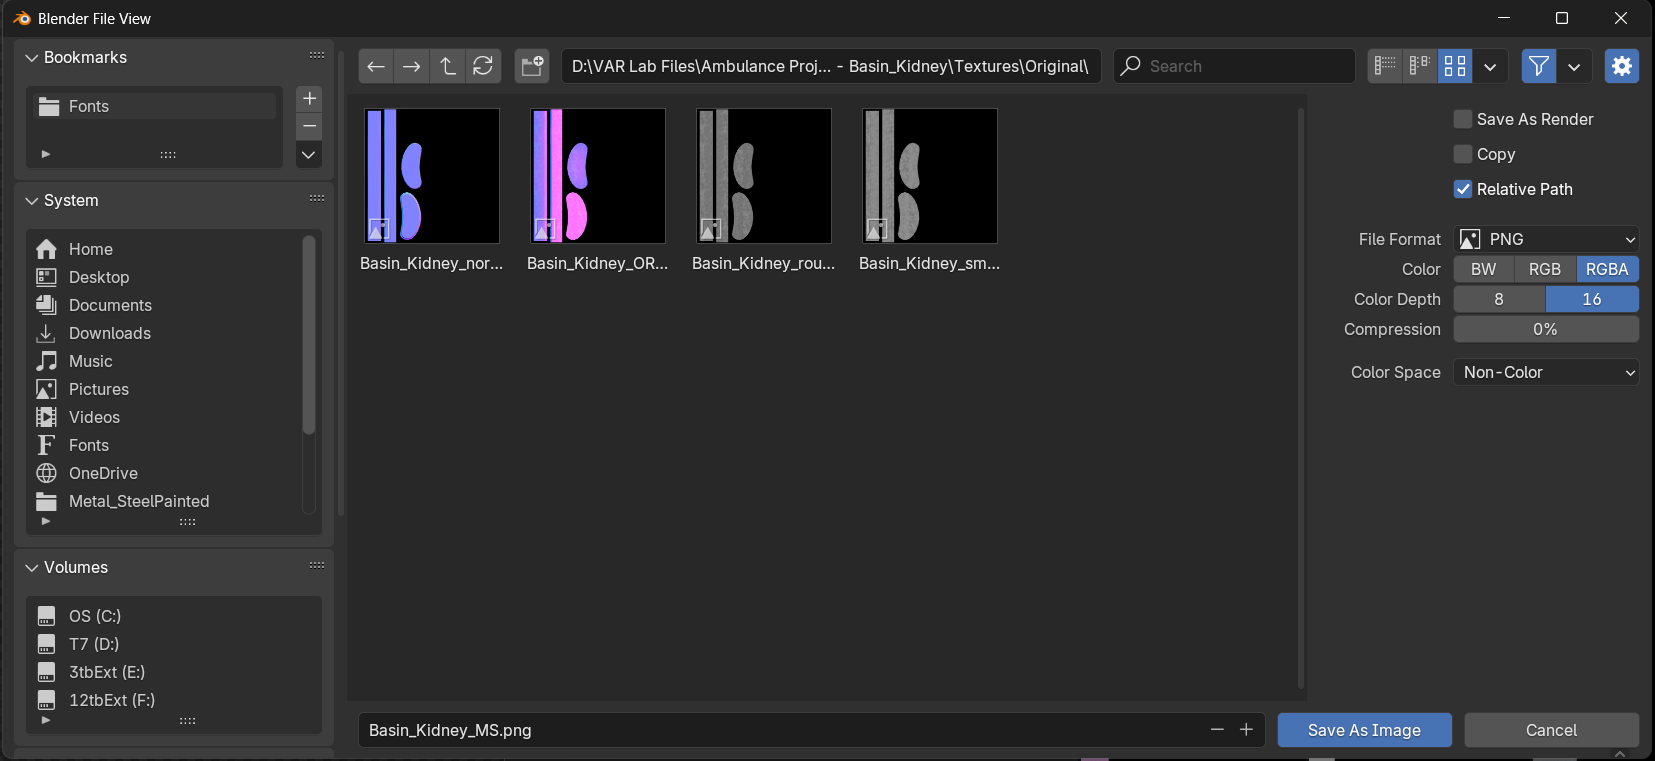 Blender File View
Bookmarks
Fonts
System
Home
Desktop
Documents
Downloads
Music
Pictures
Videos
Fonts
OneDrive
Metal_SteelPainted
Volumes
OS (C:)
T7 (D:)
3tbExt (E:)
12tbExt (F:)
D:\VAR Lab Files\Ambulance Proj... - Basin_Kidney\Textures\Original\
Search
Basin_Kidney_nor...
Basin_Kidney_OR...
Basin_Kidney_rou...
Basin_Kidney_sm...
Save As Render
Copy
Relative Path
File Format PNG
Color BW RGB RGBA
Color Depth 8 16
Compression 0%
Color Space Non-Color
Basin_Kidney_MS.png
Save As Image
Cancel